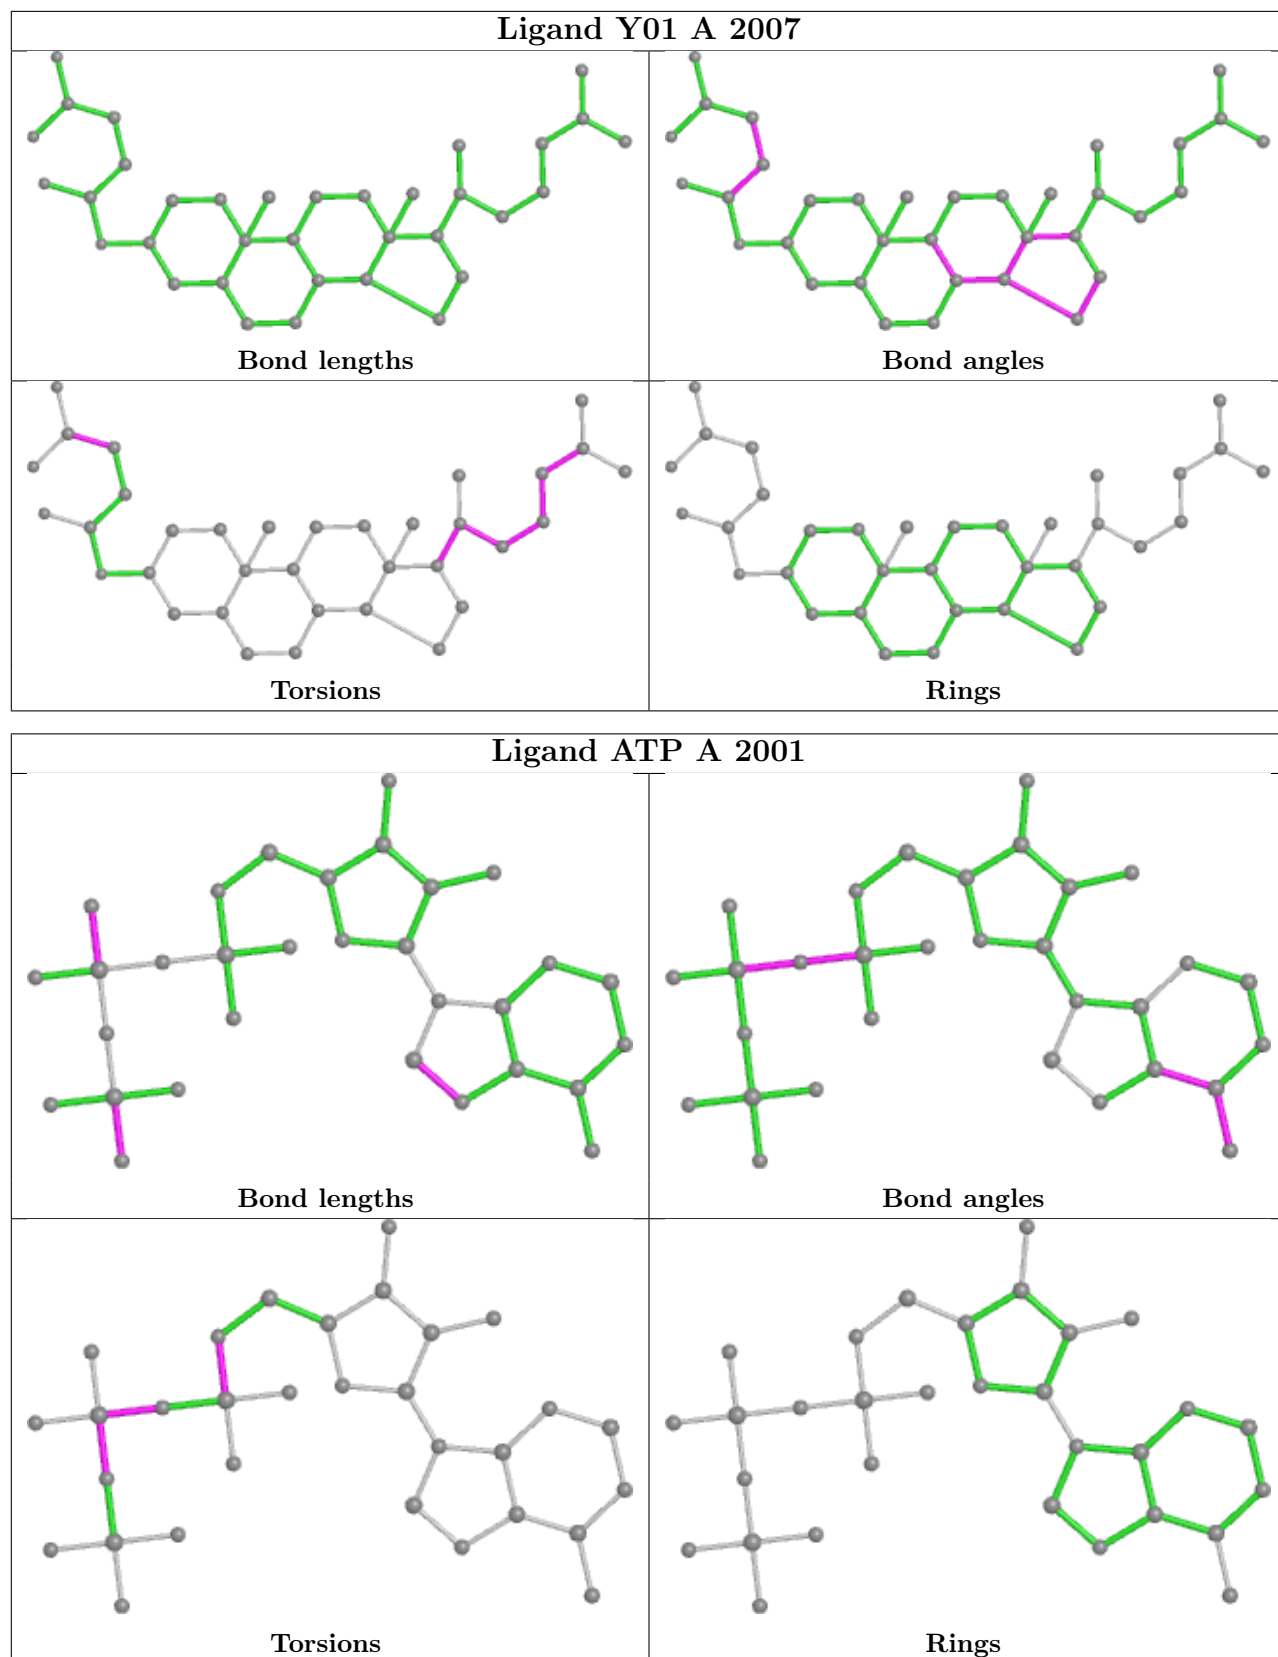 Ligand Y01 A 2007
Bond lengths
Bond angles
Torsions
Rings
Ligand ATP A 2001
Bond lengths
Bond angles
Torsions
Rings